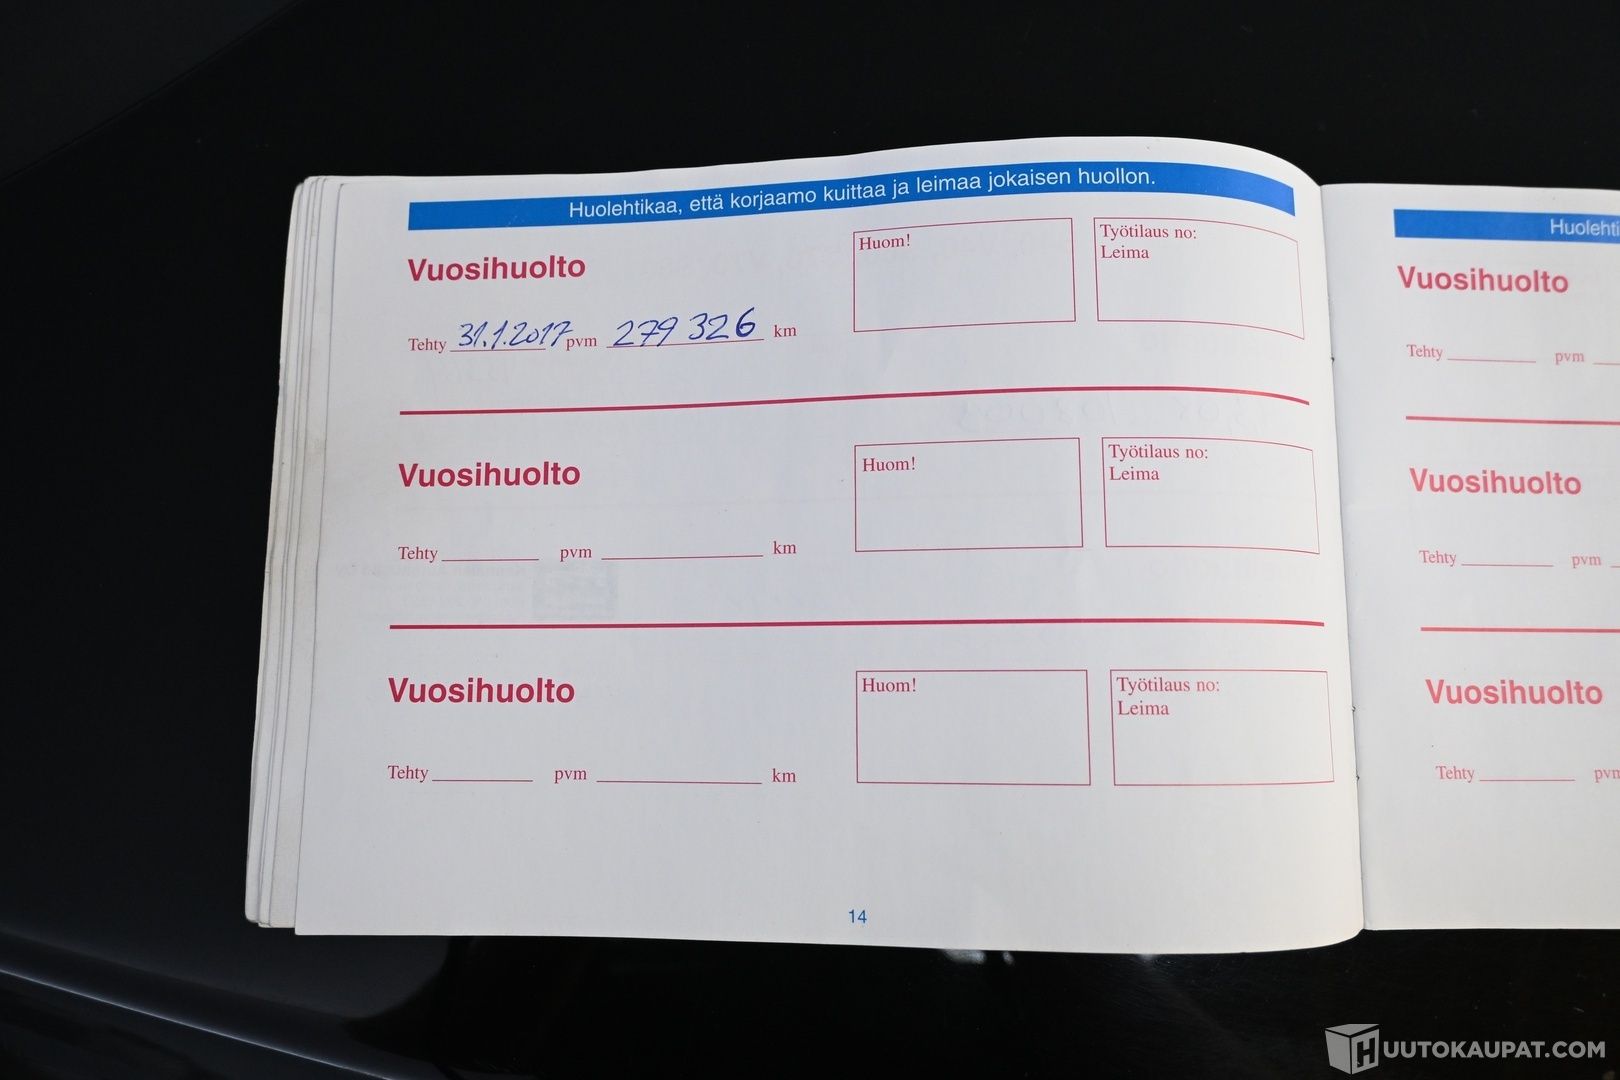 Huolehtikaa, että korjaamo kuittaa ja leimaa jokaisen huollon.
Vuosihuolto
Tehty 31.1.2017 pvm 279 326 km
Huom!
Työtilaus no:
Leima
Vuosihuolto
Tehty pvm km
Huom!
Työtilaus no:
Leima
Vuosihuolto
Tehty pvm km
Huom!
Työtilaus no:
Leima
14
Huolehti
Vuosihuolto
Tehty pvm
Vuosihuolto
Tehty pvm
Vuosihuolto
Tehty pvm
HUUTOKAUPAT.COM